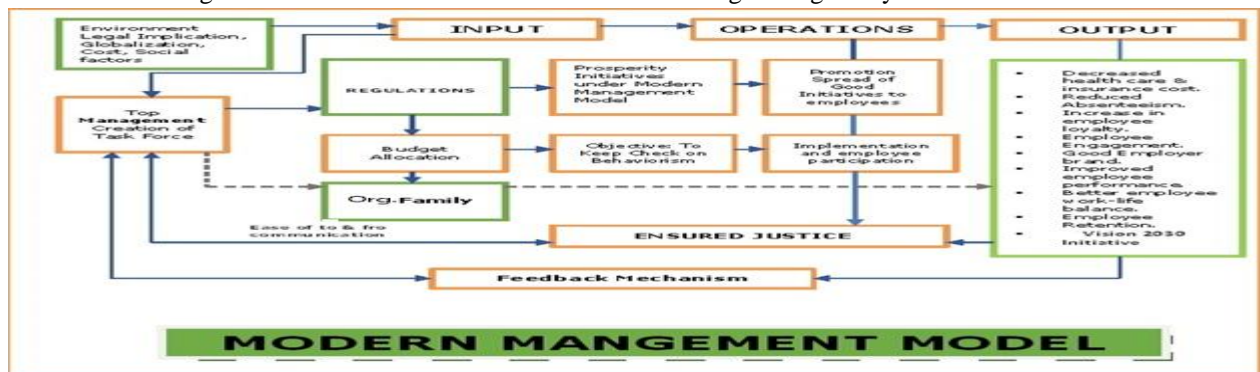 Environment
Legal Implication,
Globalization,
Cost, Social
factors
INPUT
OPERATIONS
OUTPUT
Top
Management
Creation of
Task Force
REGULATIONS
Prosperity
Initiatives
under Modern
Management
Model
Promotion
Spread of
Good
Initiatives to
employees
Budget
Allocation
Objective: To
Keep Check on
Behaviorism
Implementation
and employee
participation
Org.Family
• Decreased
health care &
insurance cost.
• Reduced
Absenteeism.
• Increase in
employee
loyalty.
• Employee
Engagement.
• Good Employer
brand.
• Improved
employee
performance.
• Better employee
work-life
balance.
• Employee
Retention.
• Vision 2030
Initiative
Ease of to & fro
communication
ENSURED JUSTICE
Feedback Mechanism
MODERN MANGEMENT MODEL